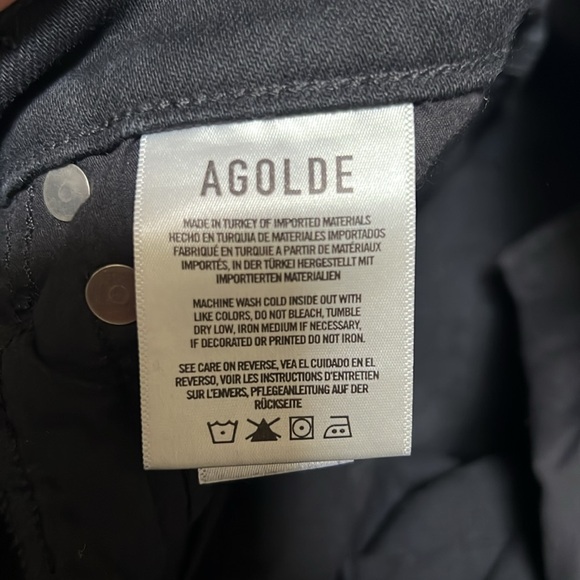 AGOLDE
MADE IN TURKEY OF IMPORTED MATERIALS
HECHO EN TURQUIA DE MATERIALES IMPORTADOS
FABRIQUÉ EN TURQUIE A PARTIR DE MATÉRIAUX
IMPORTÉS, IN DER TÜRKEI HERGESTELLT MIT
IMPORTIERTEN MATERIALIEN
MACHINE WASH COLD INSIDE OUT WITH
LIKE COLORS, DO NOT BLEACH, TUMBLE
DRY LOW, IRON MEDIUM IF NECESSARY,
IF DECORATED OR PRINTED DO NOT IRON.
SEE CARE ON REVERSE, VEA EL CUIDADO EN EL
REVERSO, VOIR LES INSTRUCTIONS D'ENTRETIEN
SUR L'ENVERS, PFLEGEANLEITUNG AUF DER
RÜCKSEITE